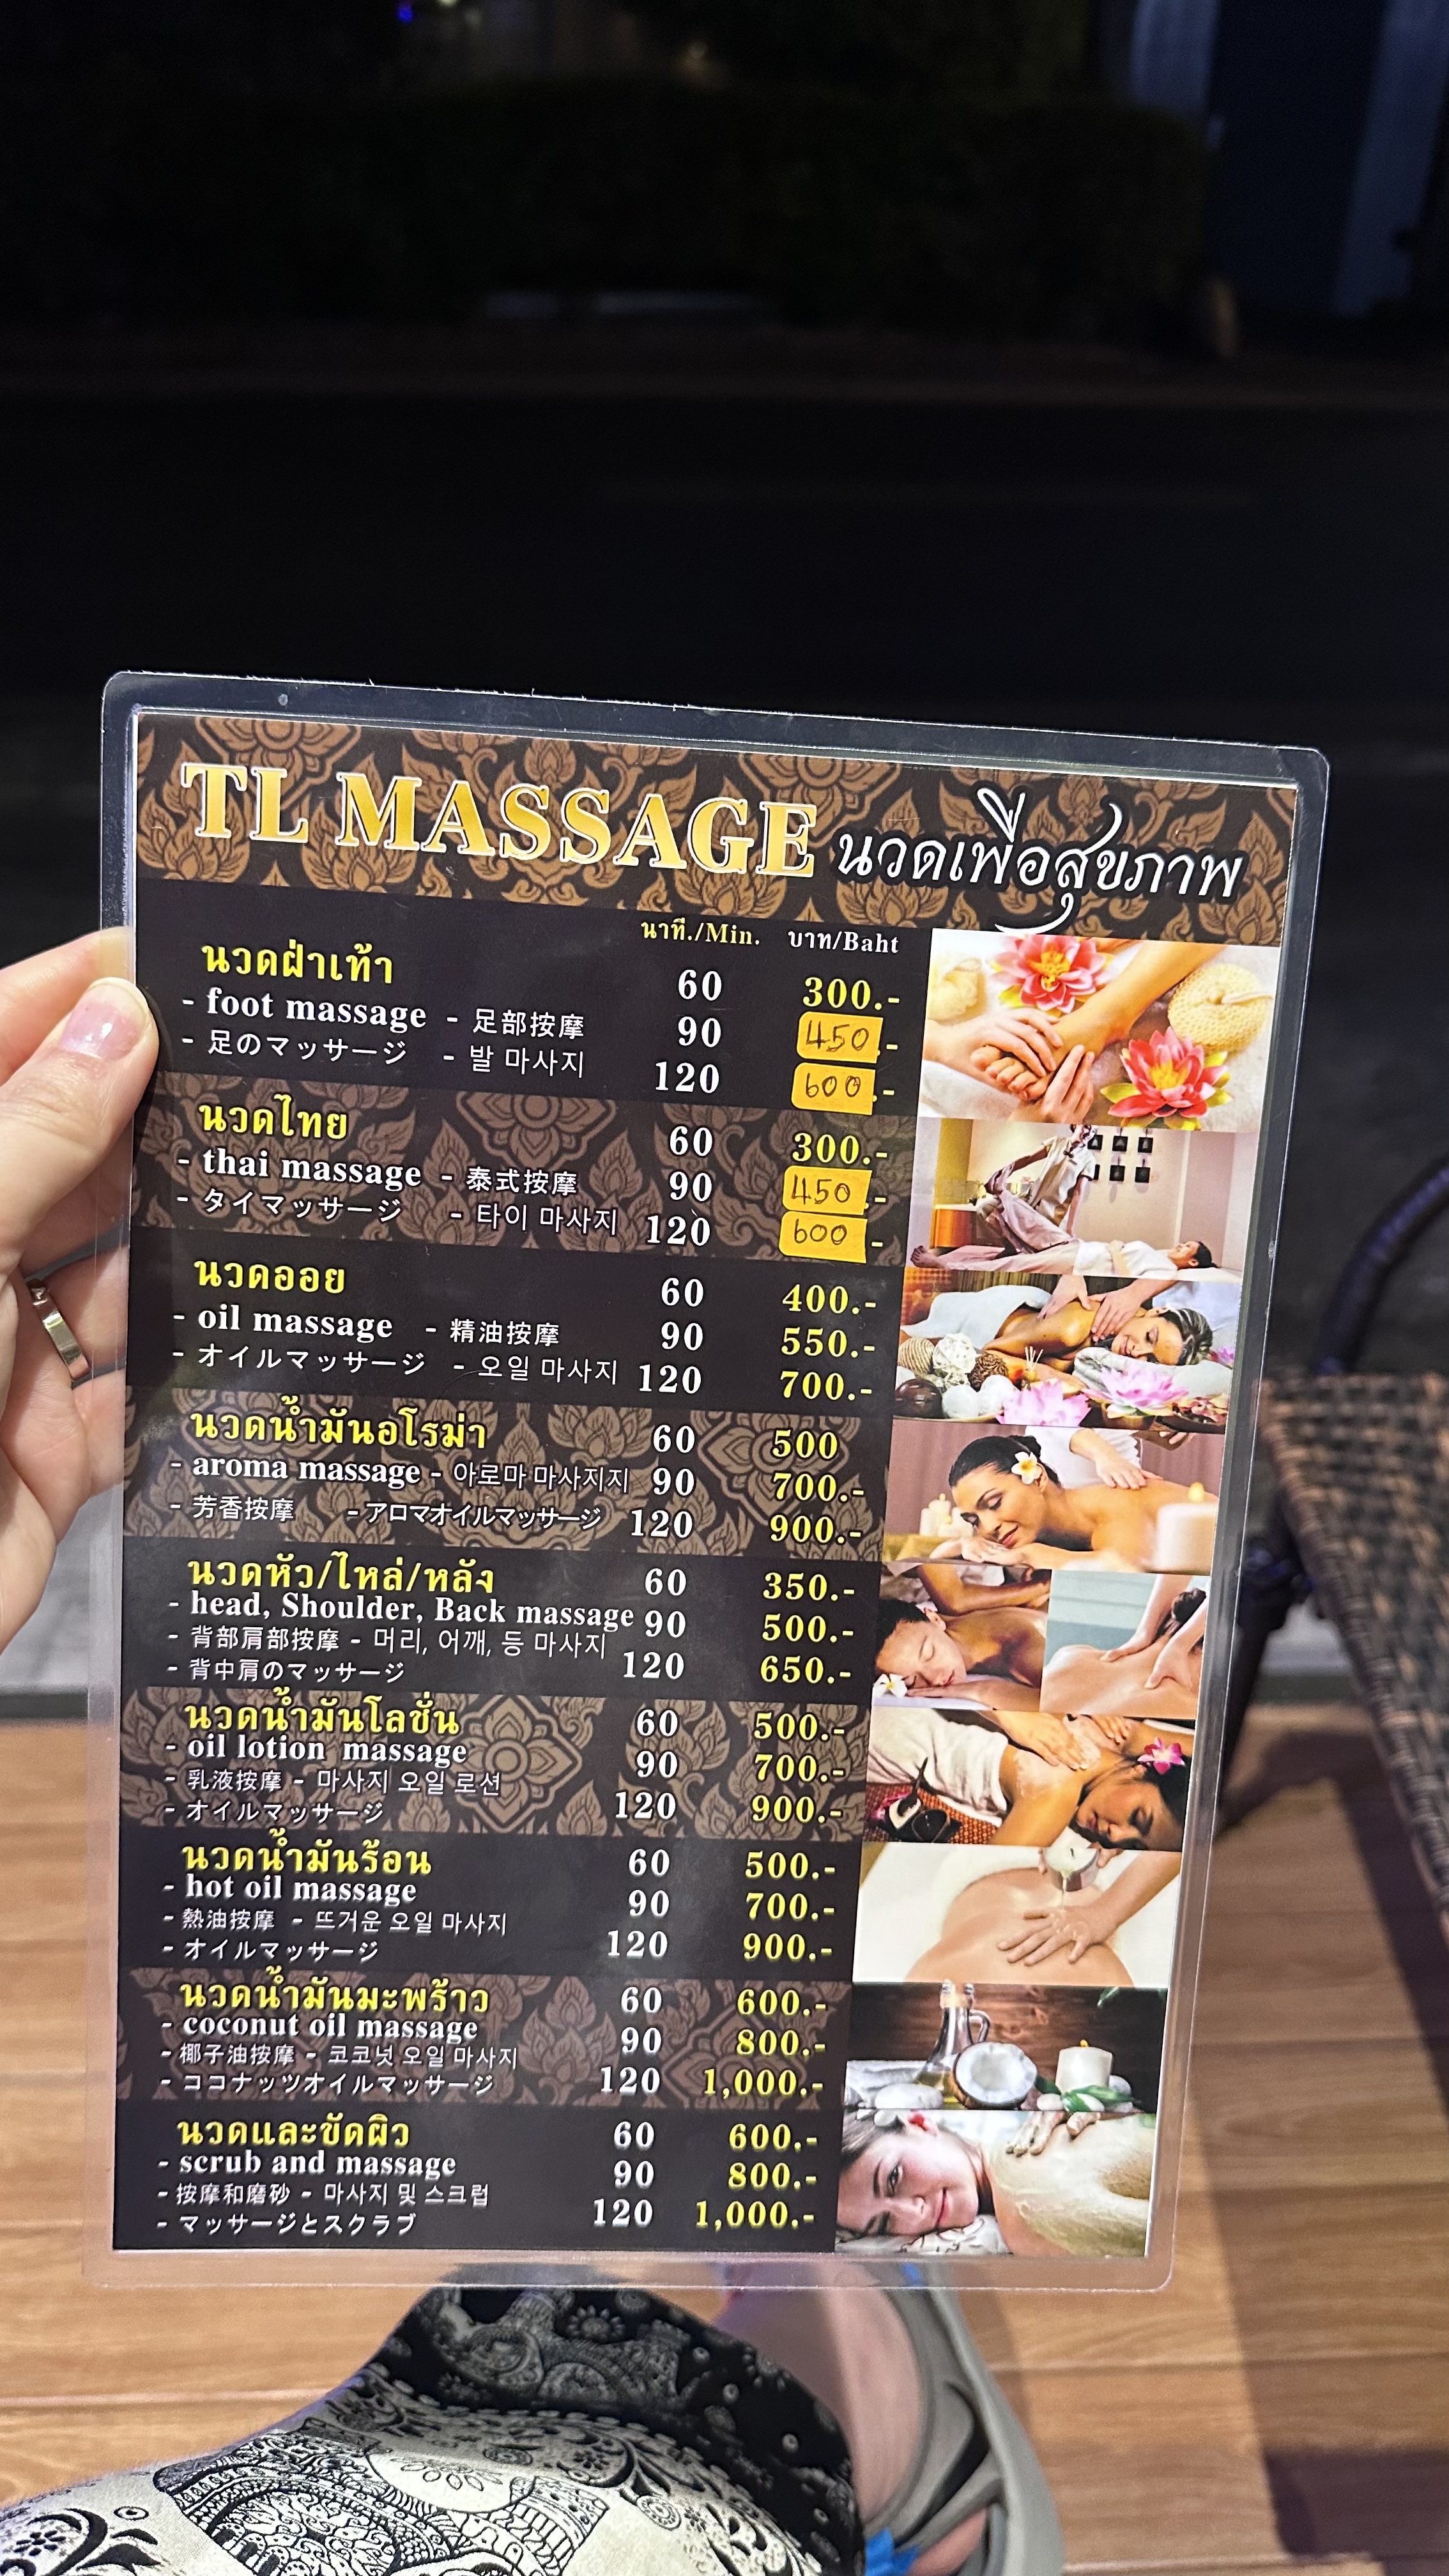 TL MASSAGE นวดเพื่อสุขภาพ
นาที./Min. บาท/Baht
นวดฝ่าเท้า 60 300.-
- foot massage - 足部按摩 90 450.-
- 足のマッサージ - 발 마사지 120 600.-
นวดไทย 60 300.-
- thai massage - 泰式按摩 90 450.-
- タイマッサージ - 타이 마사지 120 600.-
นวดออย 60 400.-
- oil massage - 精油按摩 90 550.-
- オイルマッサージ - 오일 마사지 120 700.-
นวดน้ำมันอโรม่า 60 500
- aroma massage - 아로마 마사지지 90 700.-
- 芳香按摩 - アロマオイルマッサージ 120 900.-
นวดหัว/ไหล่/หลัง 60 350.-
- head, Shoulder, Back massage 90 500.-
- 背部肩部按摩 - 머리, 어깨, 등 마사지 120 650.-
- 背中肩のマッサージ
นวดน้ำมันโลชั่น 60 500.-
- oil lotion massage 90 700.-
- 乳液按摩 - 마사지 오일 로션 120 900.-
- オイルマッサージ
นวดน้ำมันร้อน 60 500.-
- hot oil massage 90 700.-
- 熱油按摩 - 뜨거운 오일 마사지 120 900.-
- オイルマッサージ
นวดน้ำมันมะพร้าว 60 600.-
- coconut oil massage 90 800.-
- 椰子油按摩 - 코코넛 오일 마사지 120 1,000.-
- ココナッツオイルマッサージ
นวดและขัดผิว 60 600.-
- scrub and massage 90 800.-
- 按摩和磨砂 - 마사지 및 스크럽 120 1,000.-
- マッサージとスクラブ